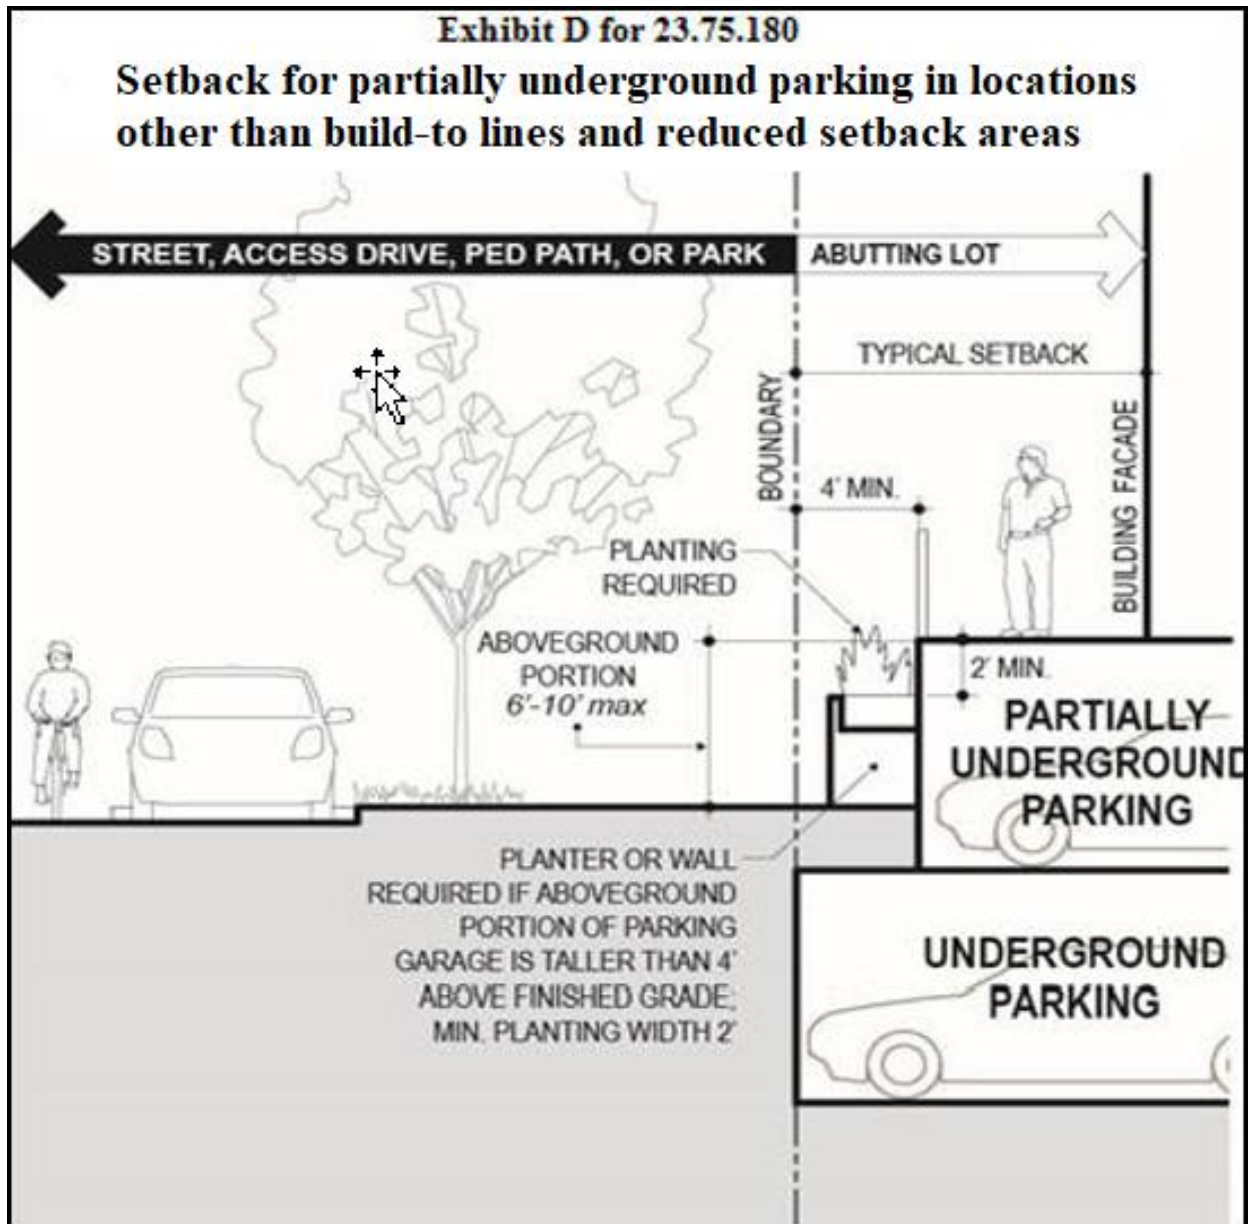 Exhibit D for 23.75.180
Setback for partially underground parking in locations
other than build-to lines and reduced setback areas
STREET, ACCESS DRIVE, PED PATH, OR PARK
ABUTTING LOT
TYPICAL SETBACK
BOUNDARY
BUILDING FACADE
4' MIN.
PLANTING
REQUIRED
ABOVEGROUND
PORTION
6'-10' max
2' MIN.
PARTIALLY
UNDERGROUND
PARKING
PLANTER OR WALL
REQUIRED IF ABOVEGROUND
PORTION OF PARKING
GARAGE IS TALLER THAN 4'
ABOVE FINISHED GRADE;
MIN. PLANTING WIDTH 2'
UNDERGROUND
PARKING